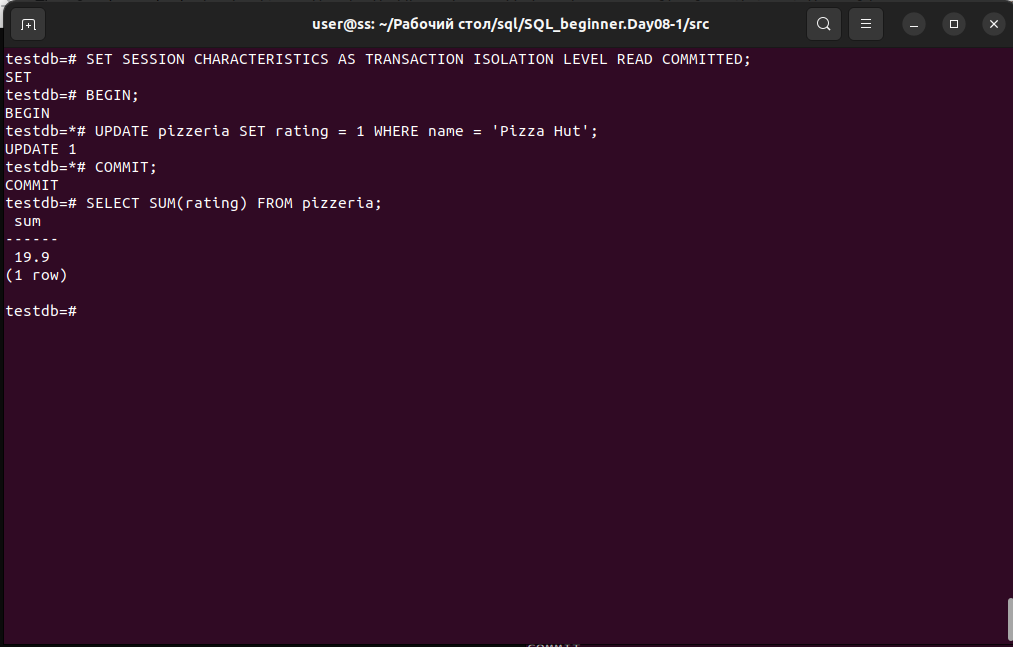 user@ss: ~/Рабочий стол/sql/SQL_beginner.Day08-1/src
testdb=# SET SESSION CHARACTERISTICS AS TRANSACTION ISOLATION LEVEL READ COMMITTED;
SET
testdb=# BEGIN;
BEGIN
testdb=*# UPDATE pizzeria SET rating = 1 WHERE name = 'Pizza Hut';
UPDATE 1
testdb=*# COMMIT;
COMMIT
testdb=# SELECT SUM(rating) FROM pizzeria;
 sum
------
 19.9
(1 row)

testdb=#